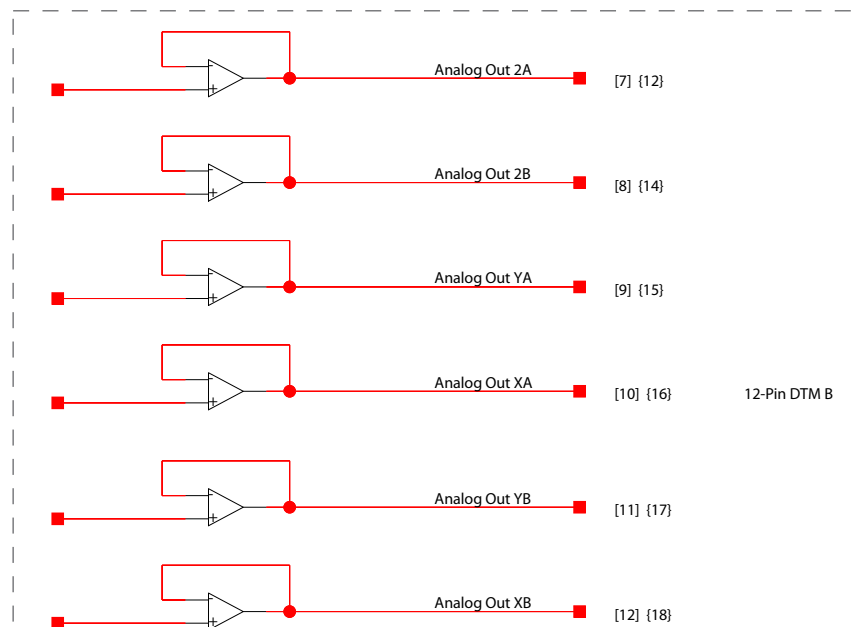 Analog Out 2A [7] {12}
Analog Out 2B [8] {14}
Analog Out YA [9] {15}
Analog Out XA [10] {16} 12-Pin DTM B
Analog Out YB [11] {17}
Analog Out XB [12] {18}